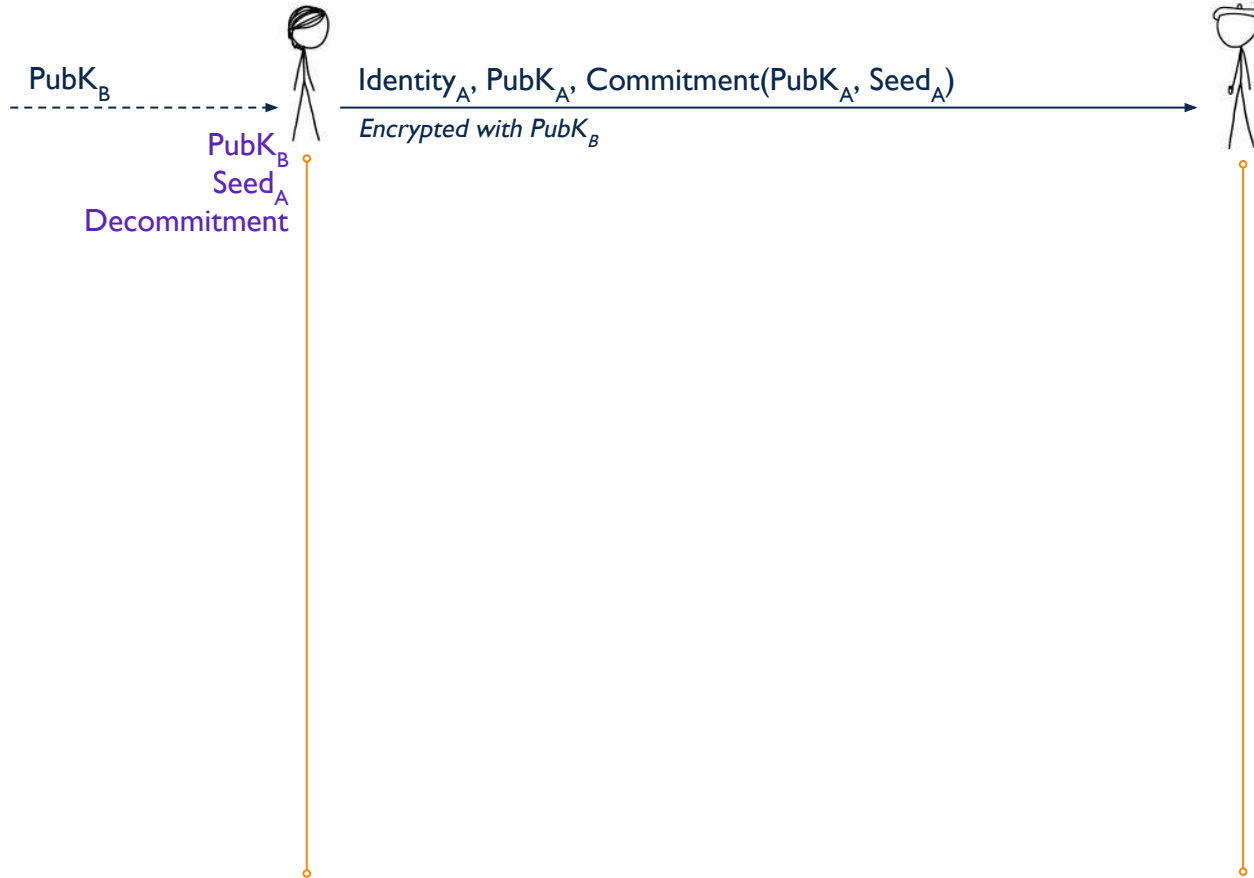 PubK_B
Identity_A, PubK_A, Commitment(PubK_A, Seed_A)
Encrypted with PubK_B
PubK_B
Seed_A
Decommitment